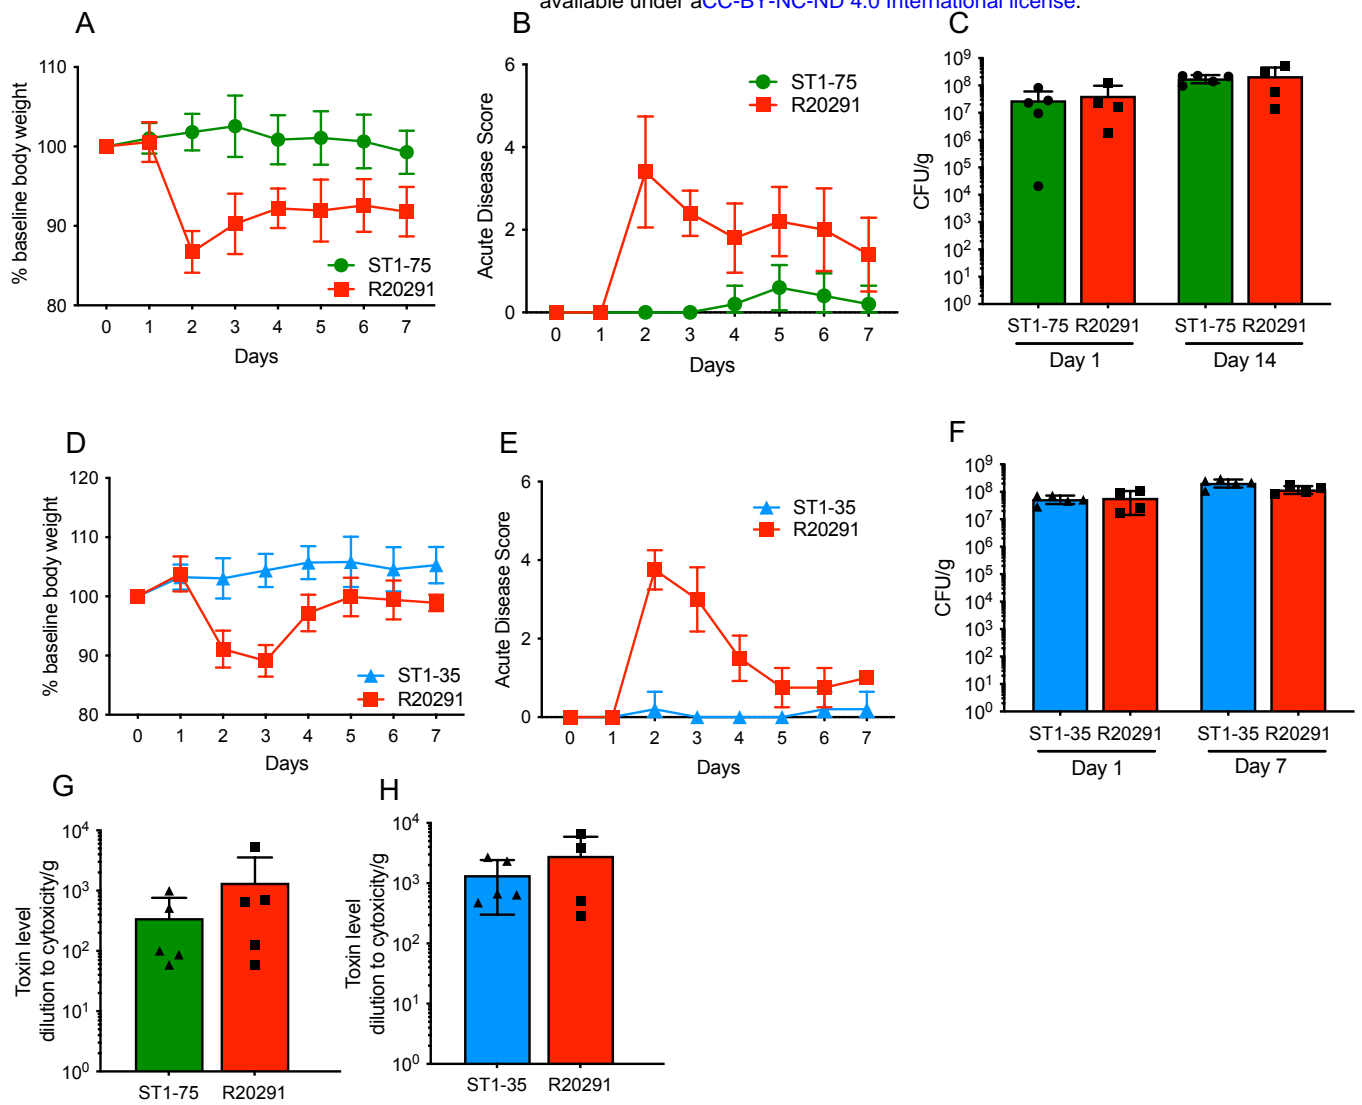 available under aCC-BY-NC-ND 4.0 International license.
A
% baseline body weight
110
100
90
80
0 1 2 3 4 5 6 7
Days
ST1-75
R20291
B
Acute Disease Score
6
4
2
0
0 1 2 3 4 5 6 7
Days
ST1-75
R20291
C
CFU/g
10⁹
10⁸
10⁷
10⁶
10⁵
10⁴
10³
10²
10¹
10⁰
ST1-75 R20291 ST1-75 R20291
Day 1 Day 14
D
% baseline body weight
120
110
100
90
80
0 1 2 3 4 5 6 7
Days
ST1-35
R20291
E
Acute Disease Score
6
4
2
0
0 1 2 3 4 5 6 7
Days
ST1-35
R20291
F
CFU/g
10⁹
10⁸
10⁷
10⁶
10⁵
10⁴
10³
10²
10¹
10⁰
ST1-35 R20291 ST1-35 R20291
Day 1 Day 7
G
Toxin level
dilution to cytoxicity/g
10⁴
10³
10²
10¹
10⁰
ST1-75 R20291
H
Toxin level
dilution to cytoxicity/g
10⁴
10³
10²
10¹
10⁰
ST1-35 R20291